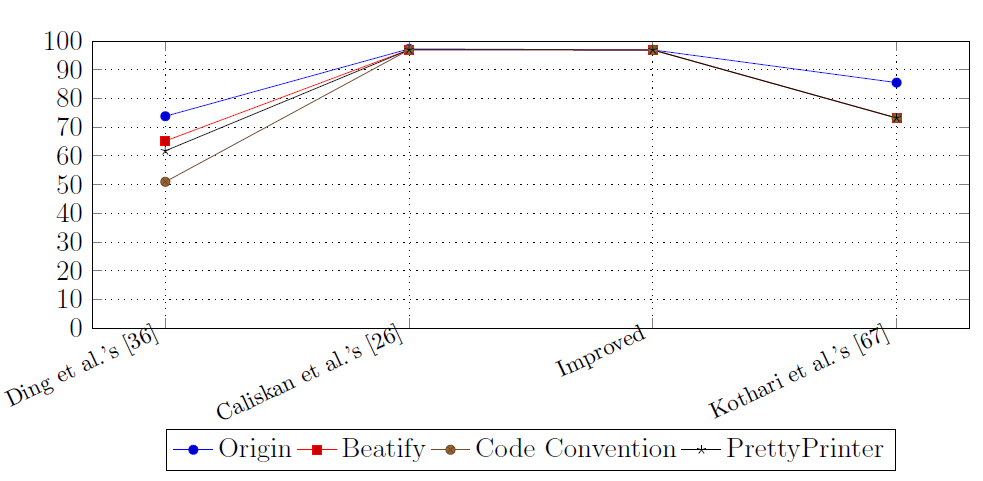 100
90
80
70
60
50
40
30
20
10
0
Ding et al.'s [36]
Caliskan et al.'s [26]
Improved
Kothari et al.'s [67]
Origin Beatify Code Convention PrettyPrinter